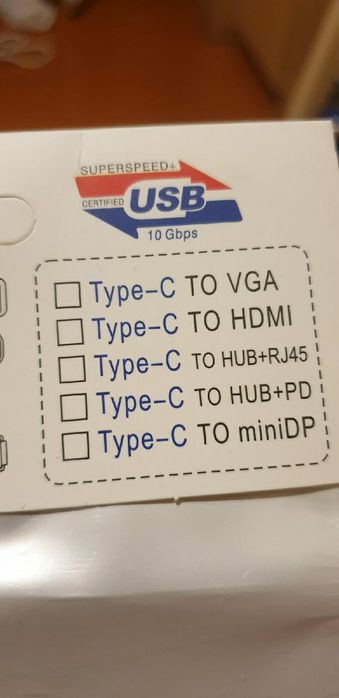 SUPERSPEED+
CERTIFIED USB
10 Gbps
Type-C TO VGA
Type-C TO HDMI
Type-C TO HUB+RJ45
Type-C TO HUB+PD
Type-C TO miniDP